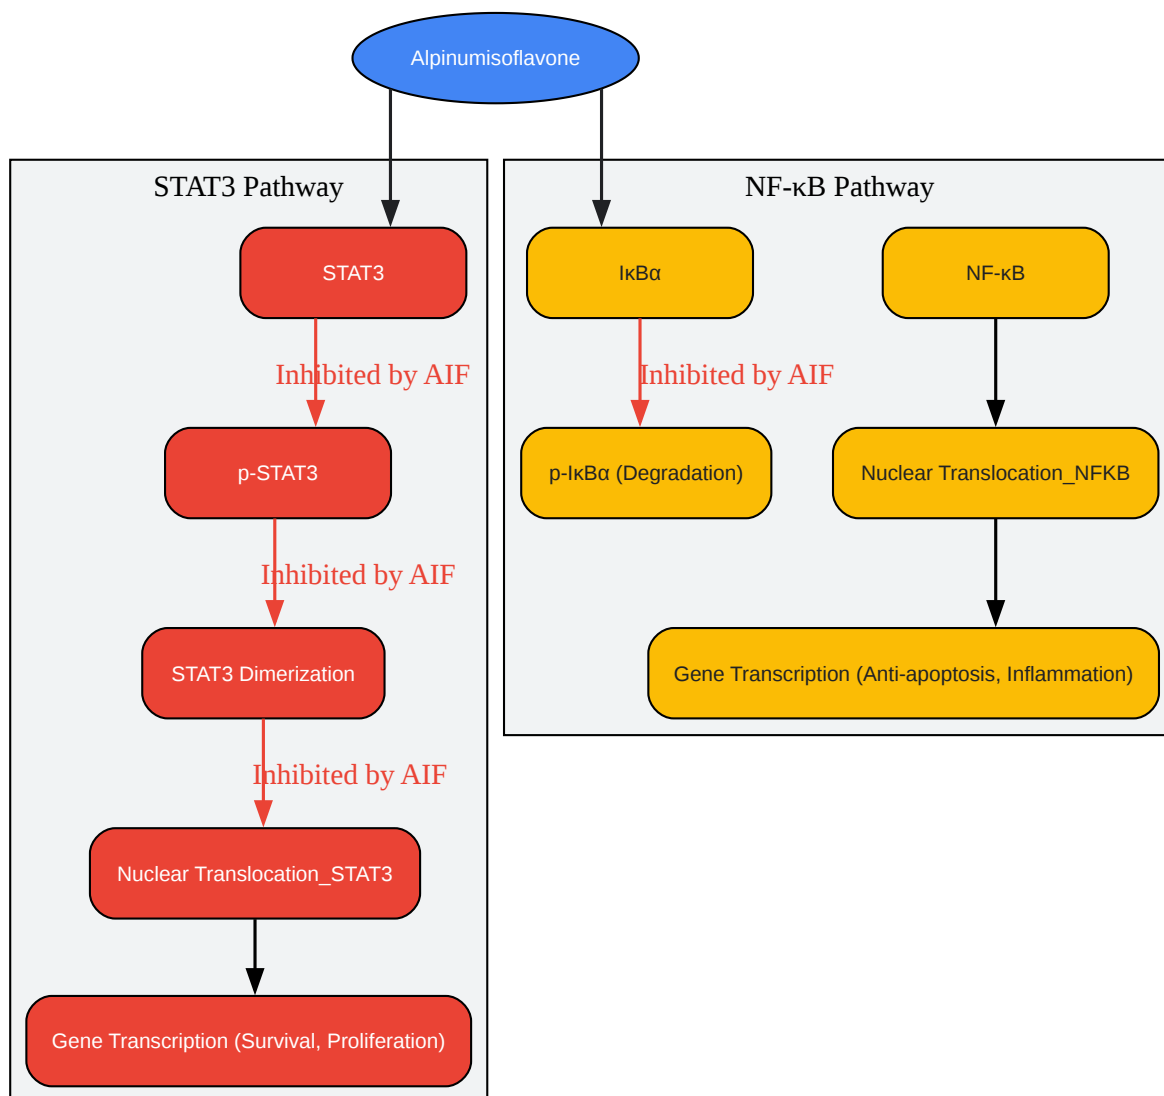 Alpinumisoflavone
STAT3 Pathway
STAT3
Inhibited by AIF
p-STAT3
Inhibited by AIF
STAT3 Dimerization
Inhibited by AIF
Nuclear Translocation_STAT3
Gene Transcription (Survival, Proliferation)
NF-κB Pathway
IκBα
NF-κB
Inhibited by AIF
p-IκBα (Degradation)
Nuclear Translocation_NFKB
Gene Transcription (Anti-apoptosis, Inflammation)